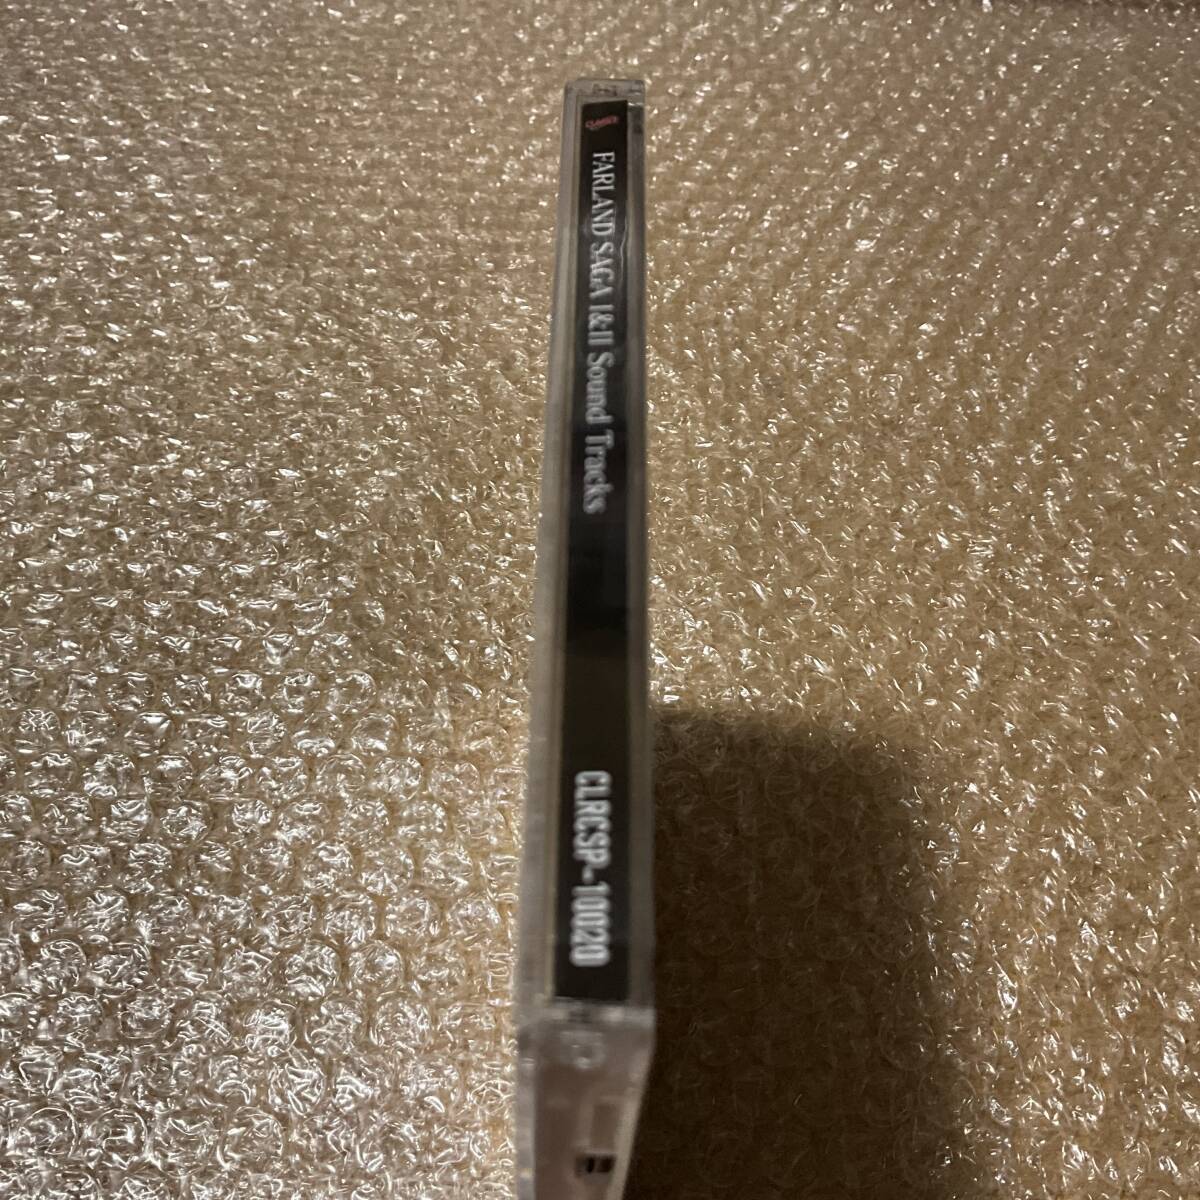 FARLAND SAGA I&II Sound Tracks
CLRCSP-10020